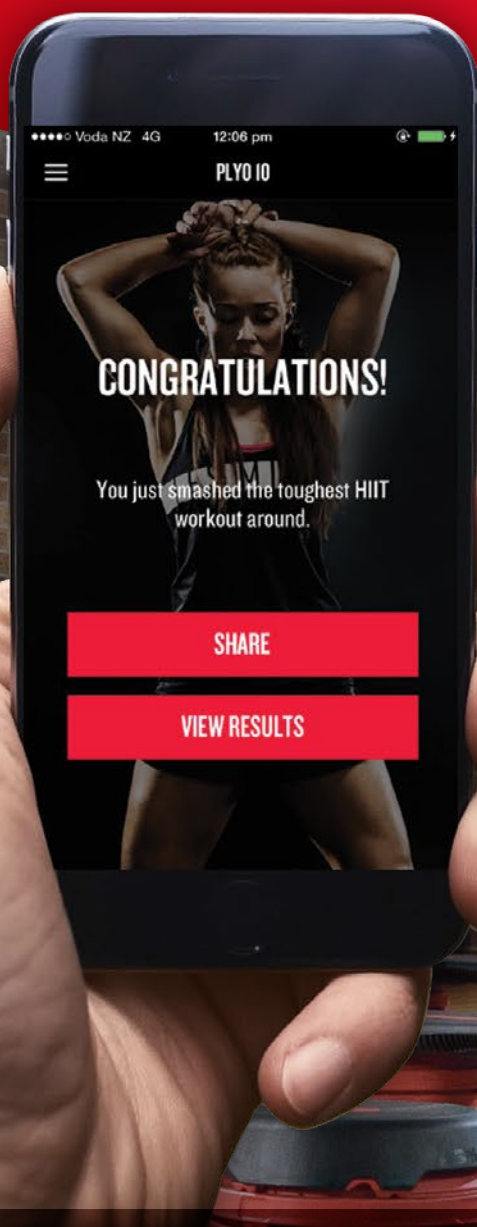 Voda NZ 4G 12:06 pm
PLYO 10
CONGRATULATIONS!
You just smashed the toughest HIIT
workout around.
SHARE
VIEW RESULTS